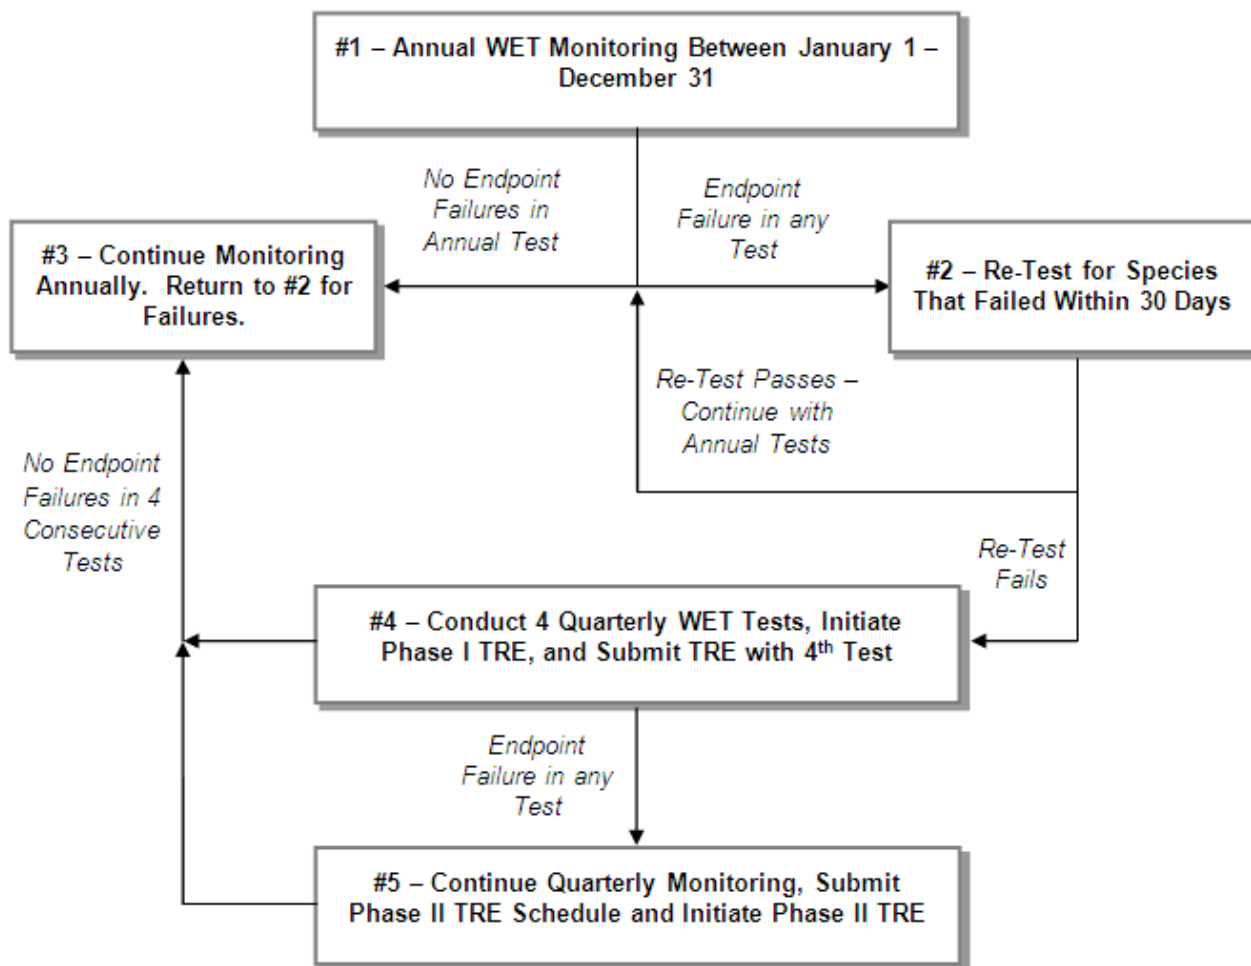 #1 – Annual WET Monitoring Between January 1 –
December 31
No Endpoint
Failures in
Annual Test
Endpoint
Failure in any
Test
#3 – Continue Monitoring
Annually. Return to #2 for
Failures.
#2 – Re-Test for Species
That Failed Within 30 Days
Re-Test Passes –
Continue with
Annual Tests
No Endpoint
Failures in 4
Consecutive
Tests
Re-Test
Fails
#4 – Conduct 4 Quarterly WET Tests, Initiate
Phase I TRE, and Submit TRE with 4th Test
Endpoint
Failure in any
Test
#5 – Continue Quarterly Monitoring, Submit
Phase II TRE Schedule and Initiate Phase II TRE